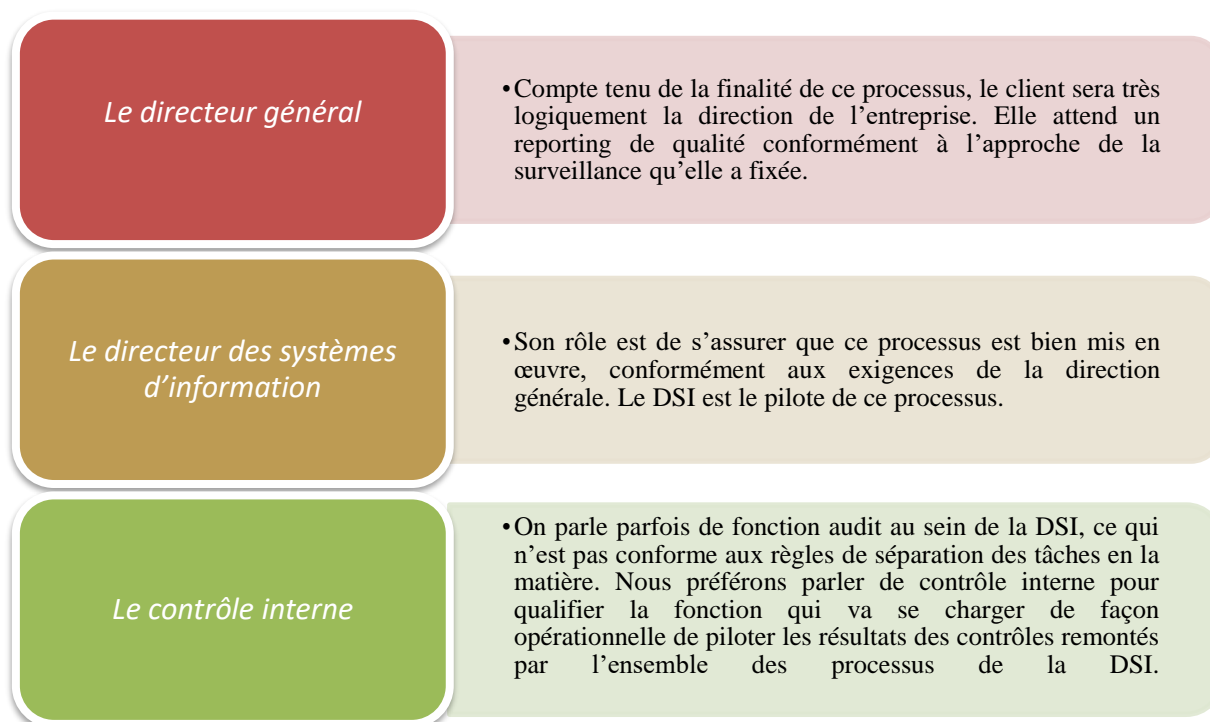 Le directeur général
•Compte tenu de la finalité de ce processus, le client sera très
logiquement la direction de l’entreprise. Elle attend un
reporting de qualité conformément à l’approche de la
surveillance qu’elle a fixée.
Le directeur des systèmes
d’information
•Son rôle est de s’assurer que ce processus est bien mis en
œuvre, conformément aux exigences de la direction
générale. Le DSI est le pilote de ce processus.
Le contrôle interne
•On parle parfois de fonction audit au sein de la DSI, ce qui
n’est pas conforme aux règles de séparation des tâches en la
matière. Nous préférons parler de contrôle interne pour
qualifier la fonction qui va se charger de façon
opérationnelle de piloter les résultats des contrôles remontés
par l’ensemble des processus de la DSI.